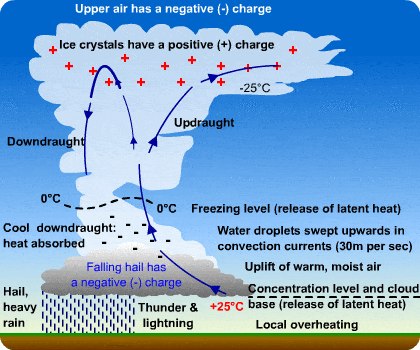 Upper air has a negative (-) charge
Ice crystals have a positive (+) charge
-25°C
Updraught
Downdraught
0°C
0°C
Freezing level (release of latent heat)
Cool downdraught:
heat absorbed
Water droplets swept upwards in
convection currents (30m per sec)
Falling hail has
a negative (-) charge
Uplift of warm, moist air
Concentration level and cloud
base (release of latent heat)
Hail,
heavy
rain
Thunder &
lightning
+25°C
Local overheating